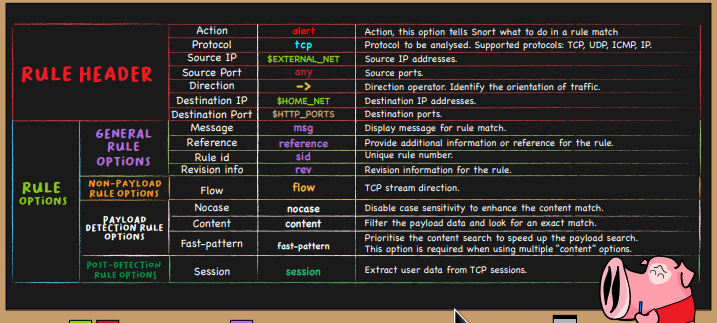 RULE HEADER
Action alert Action, this option tells Snort what to do in a rule match
Protocol tcp Protocol to be analysed. Supported protocols: TCP, UDP, ICMP, IP.
Source IP $EXTERNAL_NET Source IP addresses.
Source Port any Source ports.
Direction -> Direction operator. Identify the orientation of traffic.
Destination IP $HOME_NET Destination IP addresses.
Destination Port $HTTP_PORTS Destination ports.
RULE
OPTIONS
GENERAL
RULE
OPTIONS
Message msg Display message for rule match.
Reference reference Provide additional information or reference for the rule.
Rule id sid Unique rule number.
Revision info rev Revision information for the rule.
NON-PAYLOAD
RULE OPTIONS
Flow flow TCP stream direction.
PAYLOAD
DETECTION RULE
OPTIONS
Nocase nocase Disable case sensitivity to enhance the content match.
Content content Filter the payload data and look for an exact match.
Fast-pattern fast-pattern Prioritise the content search to speed up the payload search.
This option is required when using multiple "content" options.
POST-DETECTION
RULE OPTIONS
Session session Extract user data from TCP sessions.